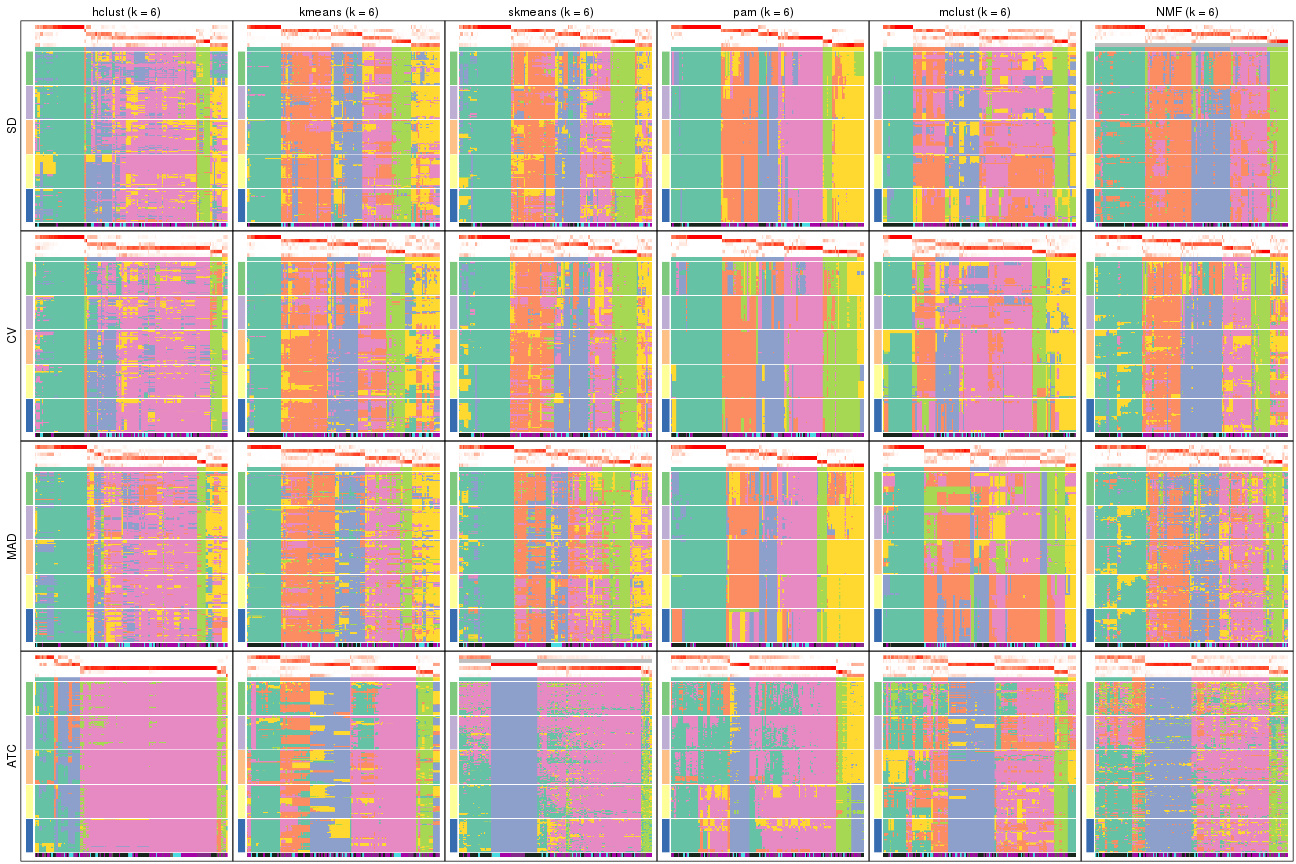 hclust (k = 6) kmeans (k = 6) skmeans (k = 6) pam (k = 6) mclust (k = 6) NMF (k = 6)
SD
CV
MAD
ATC